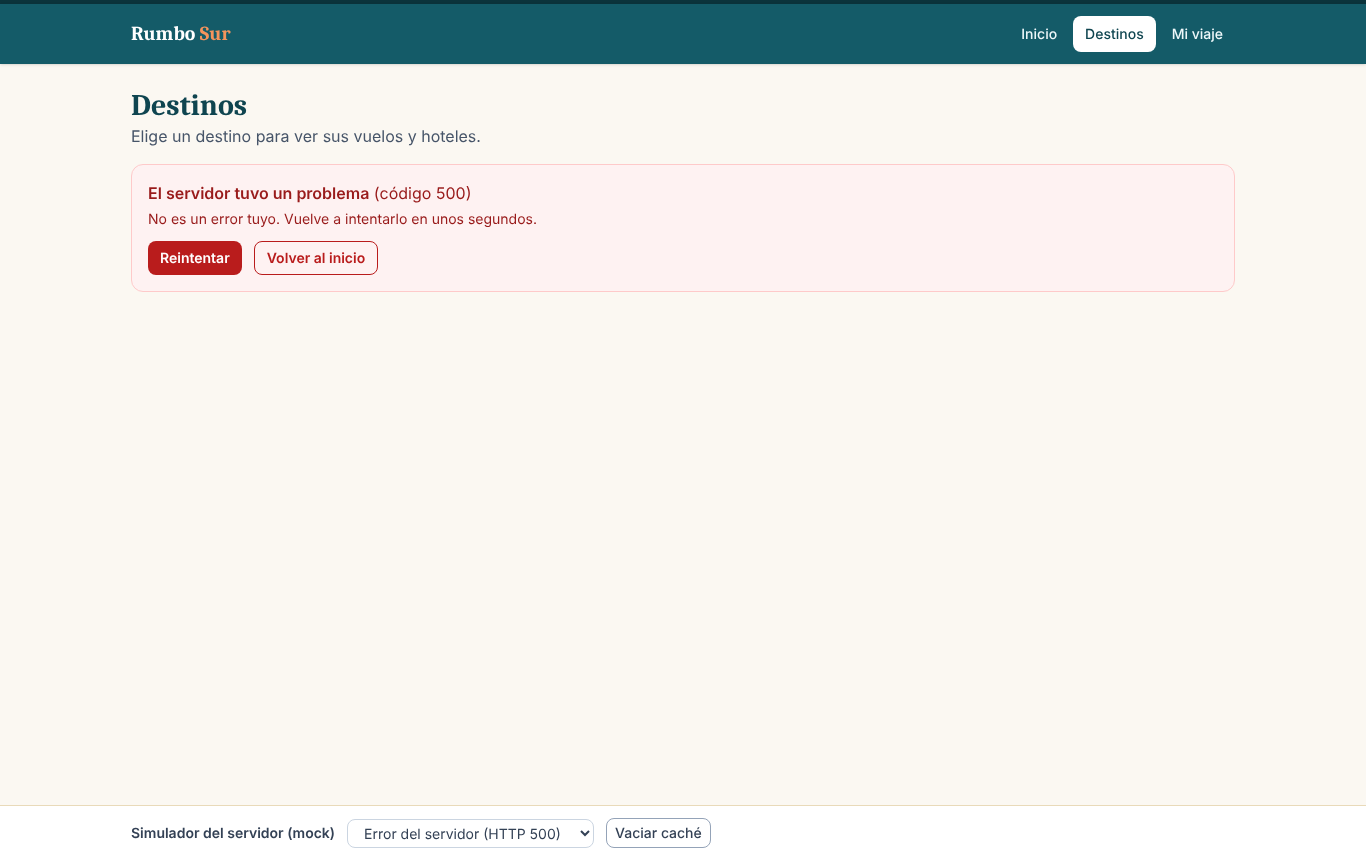 Rumbo Sur
Inicio
Destinos
Mi viaje
Destinos
Elige un destino para ver sus vuelos y hoteles.
El servidor tuvo un problema (código 500)
No es un error tuyo. Vuelve a intentarlo en unos segundos.
Reintentar
Volver al inicio
Simulador del servidor (mock)
Error del servidor (HTTP 500)
Vaciar caché